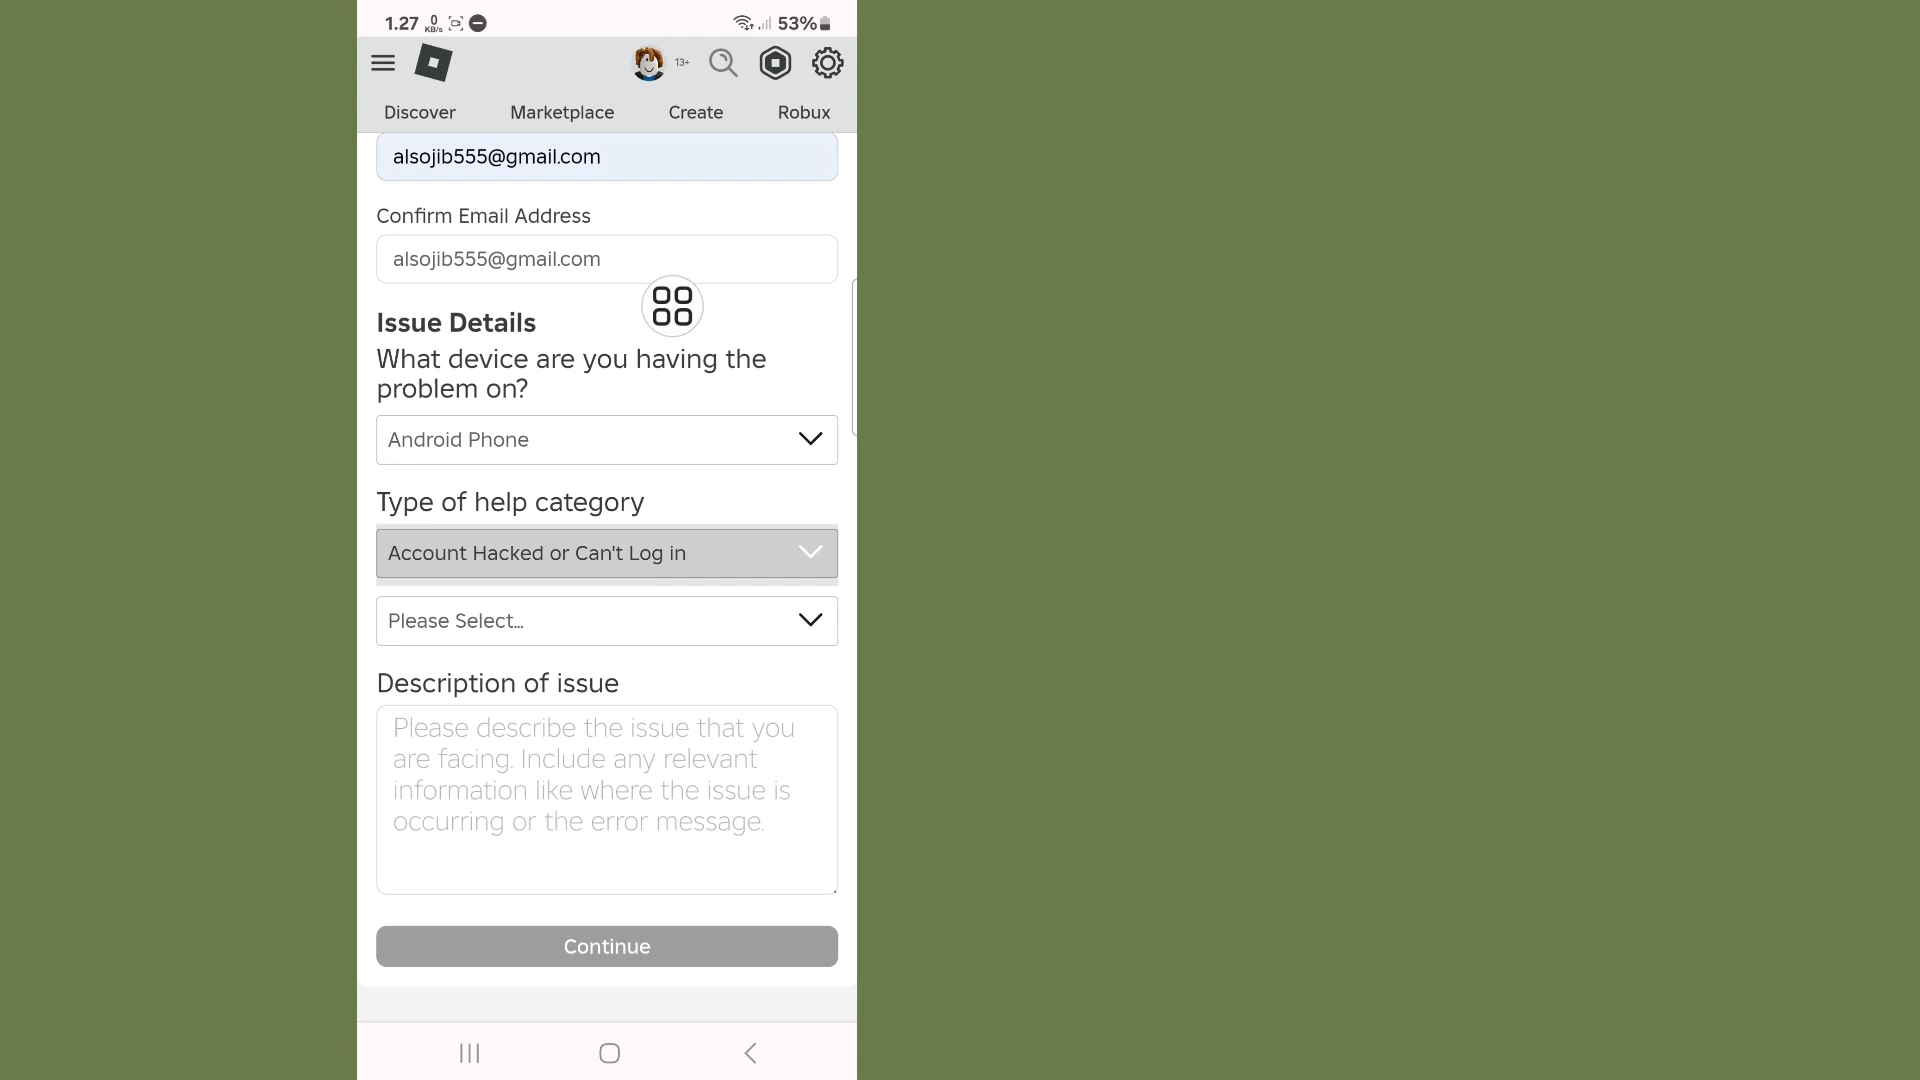 1.27 0 KB/s 53%
13+
Discover Marketplace Create Robux
alsojib555@gmail.com
Confirm Email Address
alsojib555@gmail.com
Issue Details
What device are you having the
problem on?
Android Phone
Type of help category
Account Hacked or Can't Log in
Please Select...
Description of issue
Please describe the issue that you
are facing. Include any relevant
information like where the issue is
occurring or the error message.
Continue